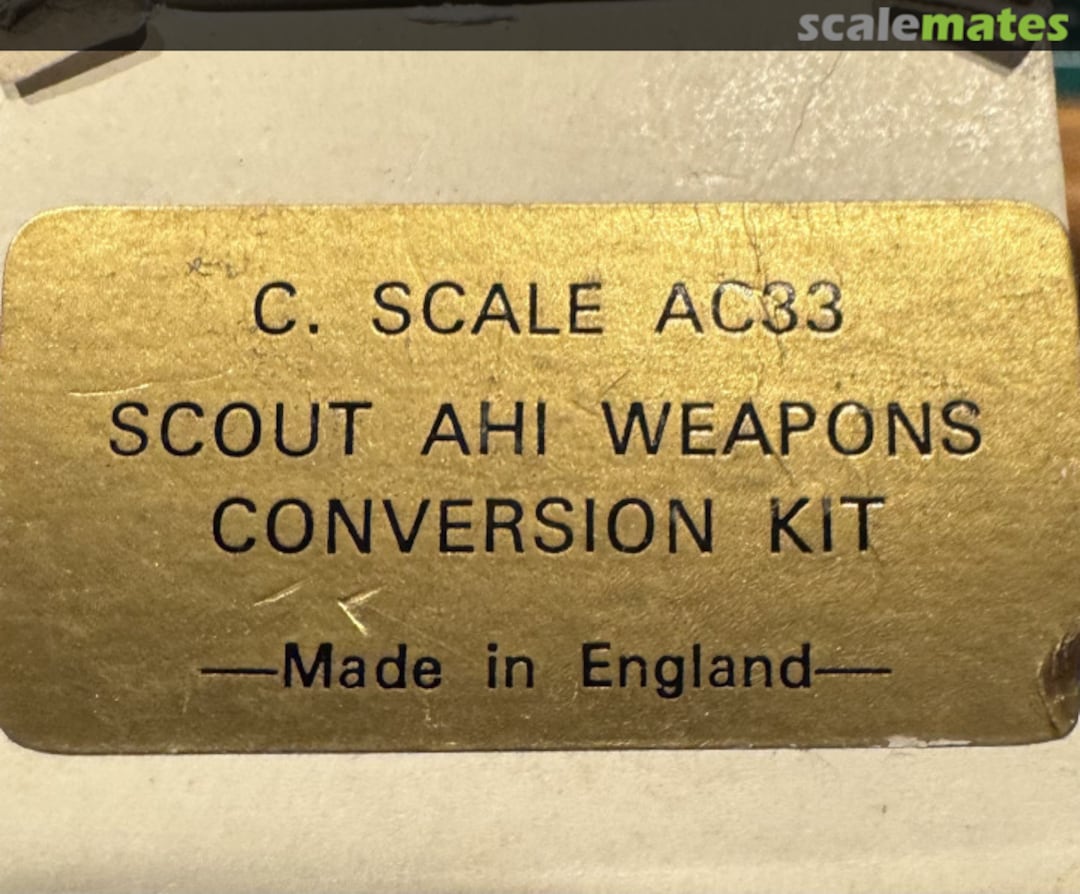 scalemates
C. SCALE AC33
SCOUT AHI WEAPONS
CONVERSION KIT
—Made in England—